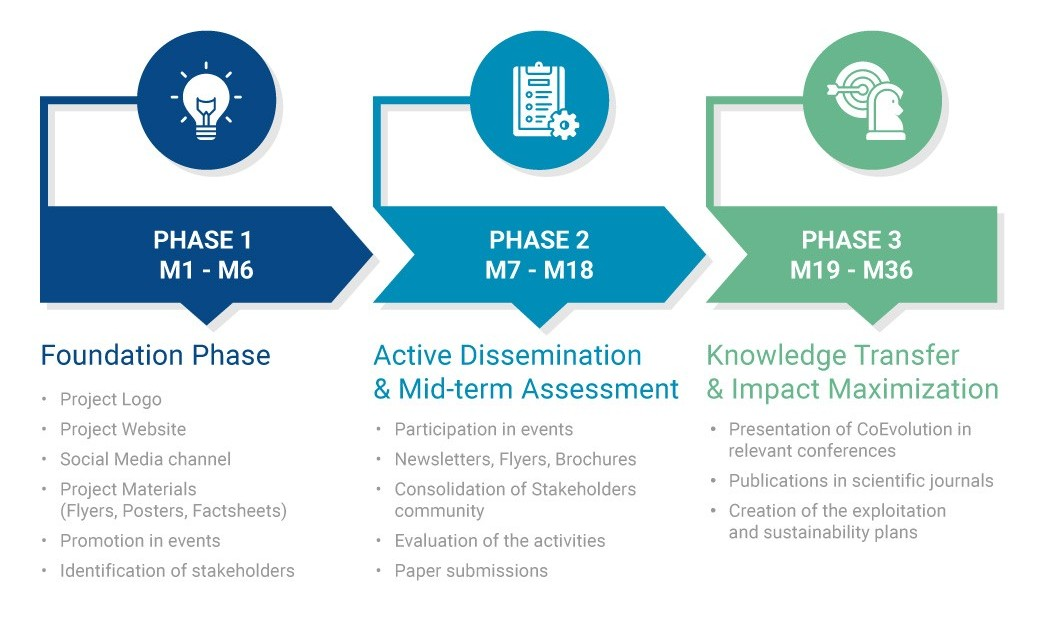 PHASE 1
M1 - M6
Foundation Phase
• Project Logo
• Project Website
• Social Media channel
• Project Materials
(Flyers, Posters, Factsheets)
• Promotion in events
• Identification of stakeholders
PHASE 2
M7 - M18
Active Dissemination
& Mid-term Assessment
• Participation in events
• Newsletters, Flyers, Brochures
• Consolidation of Stakeholders
community
• Evaluation of the activities
• Paper submissions
PHASE 3
M19 - M36
Knowledge Transfer
& Impact Maximization
• Presentation of CoEvolution in
relevant conferences
• Publications in scientific journals
• Creation of the exploitation
and sustainability plans